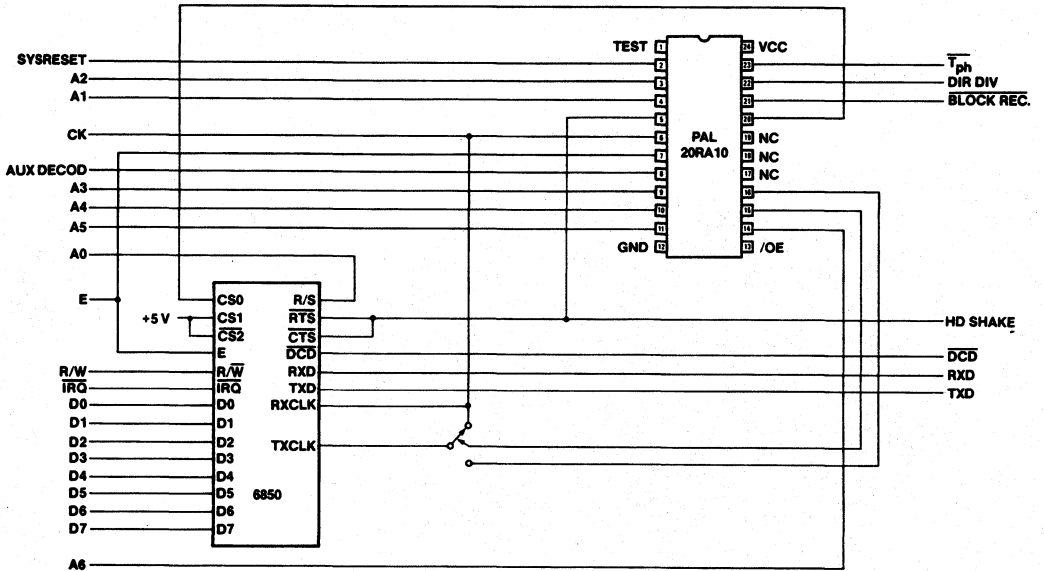 TEST 1 24 VCC
SYSRESET 2 23 Tph
A2 3 22 DIR DIV
A1 4 21 BLOCK REC.
5 20
CK 6 PAL 19 NC
7 20RA10 18 NC
AUX DECOD 8 17 NC
A3 9 16
A4 10 15
A5 11 14
GND 12 13 /OE
A0
E
CS0 R/S
+5 V CS1 RTS HD SHAKE
CS2 CTS
E DCD DCD
R/W R/W RXD RXD
IRQ IRQ TXD TXD
D0 D0 RXCLK
D1 D1
D2 D2 TXCLK
D3 D3
D4 D4
D5 D5 6850
D6 D6
D7 D7
A6